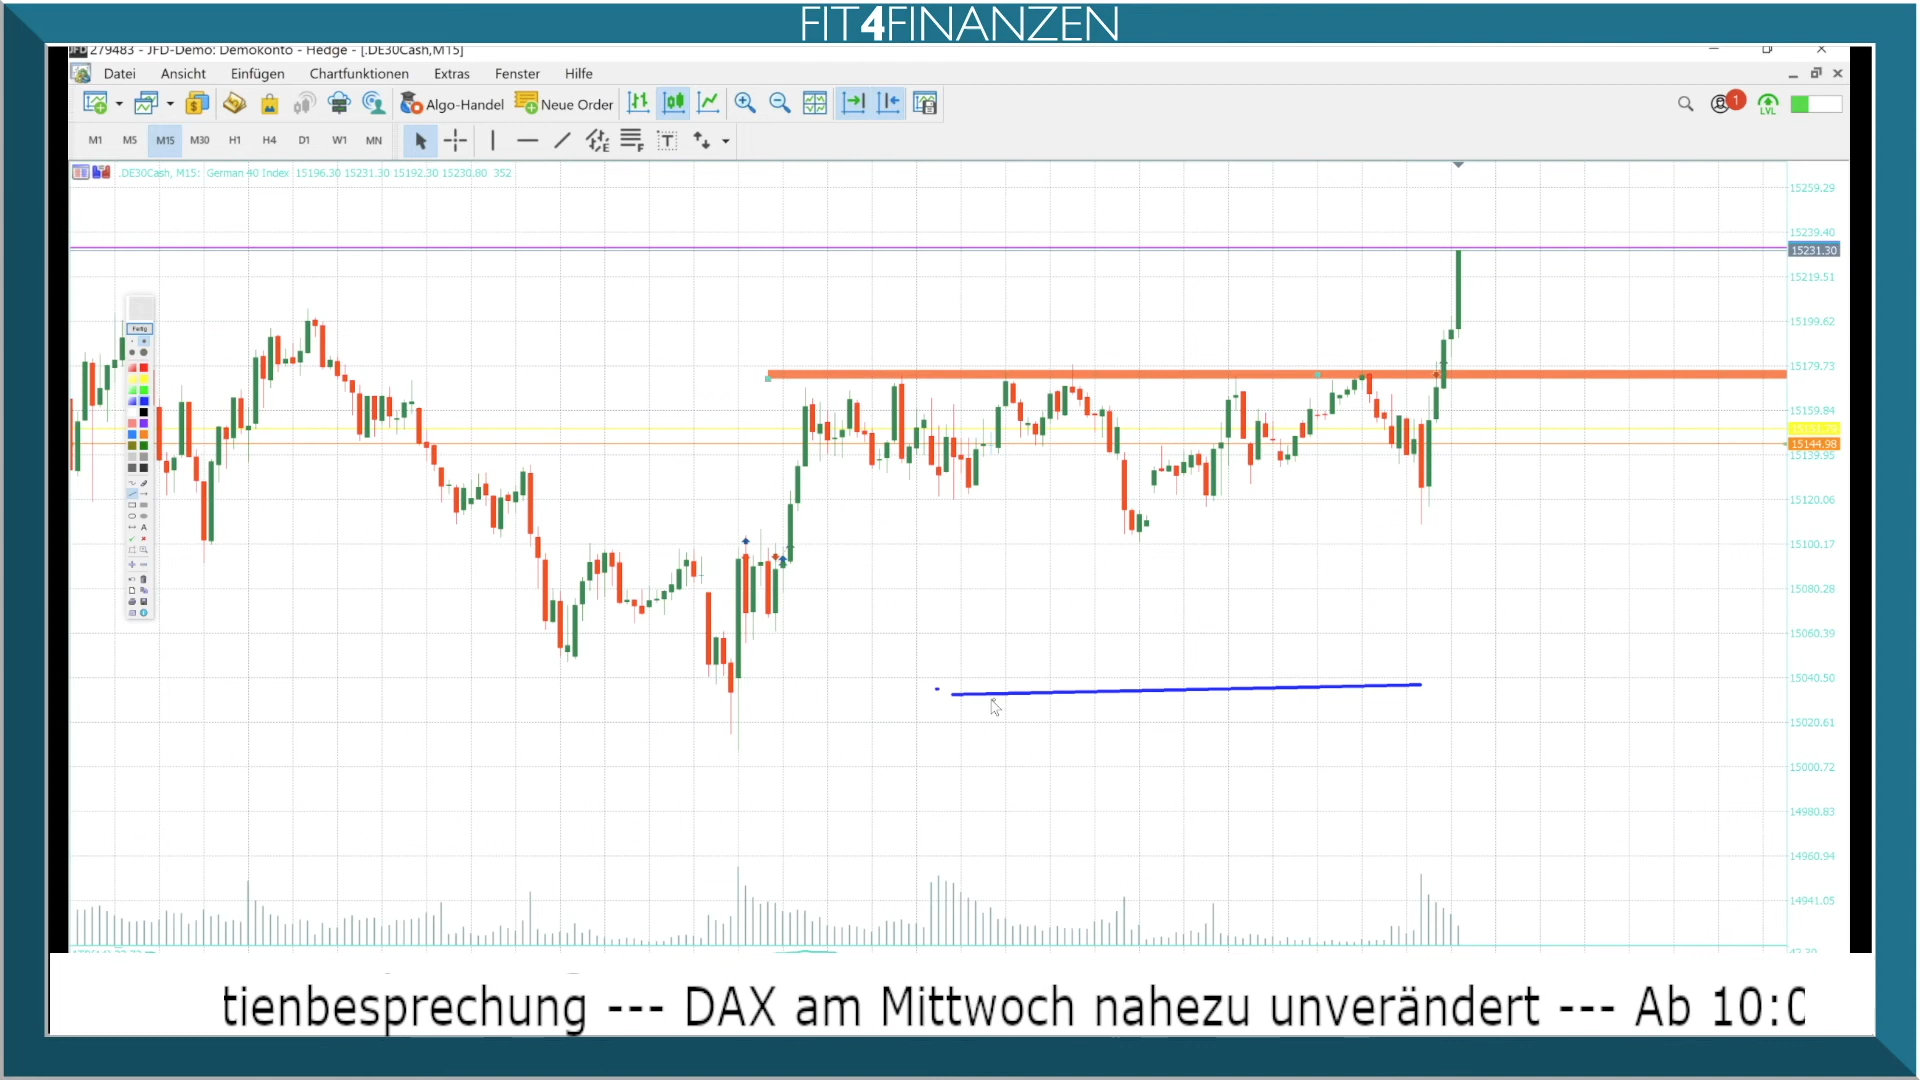 FIT4FINANZEN
279483 - JFD-Demo: Demokonto - Hedge - [.DE30Cash,M15]
Datei Ansicht Einfügen Chartfunktionen Extras Fenster Hilfe
Algo-Handel Neue Order
1
LVL
M1 M5 M15 M30 H1 H4 D1 W1 MN
E F T
.DE30Cash, M15: German 40 Index 15196.30 15231.30 15192.30 15230.80 352
15259.29
15239.40
15231.30
15219.51
15199.62
Fertig
15179.73
15159.84
15144.98
15139.95
15120.06
A
15100.17
15080.28
15060.39
15040.50
15020.61
15000.72
14980.83
14960.94
14941.05
tienbesprechung --- DAX am Mittwoch nahezu unverändert --- Ab 10:0